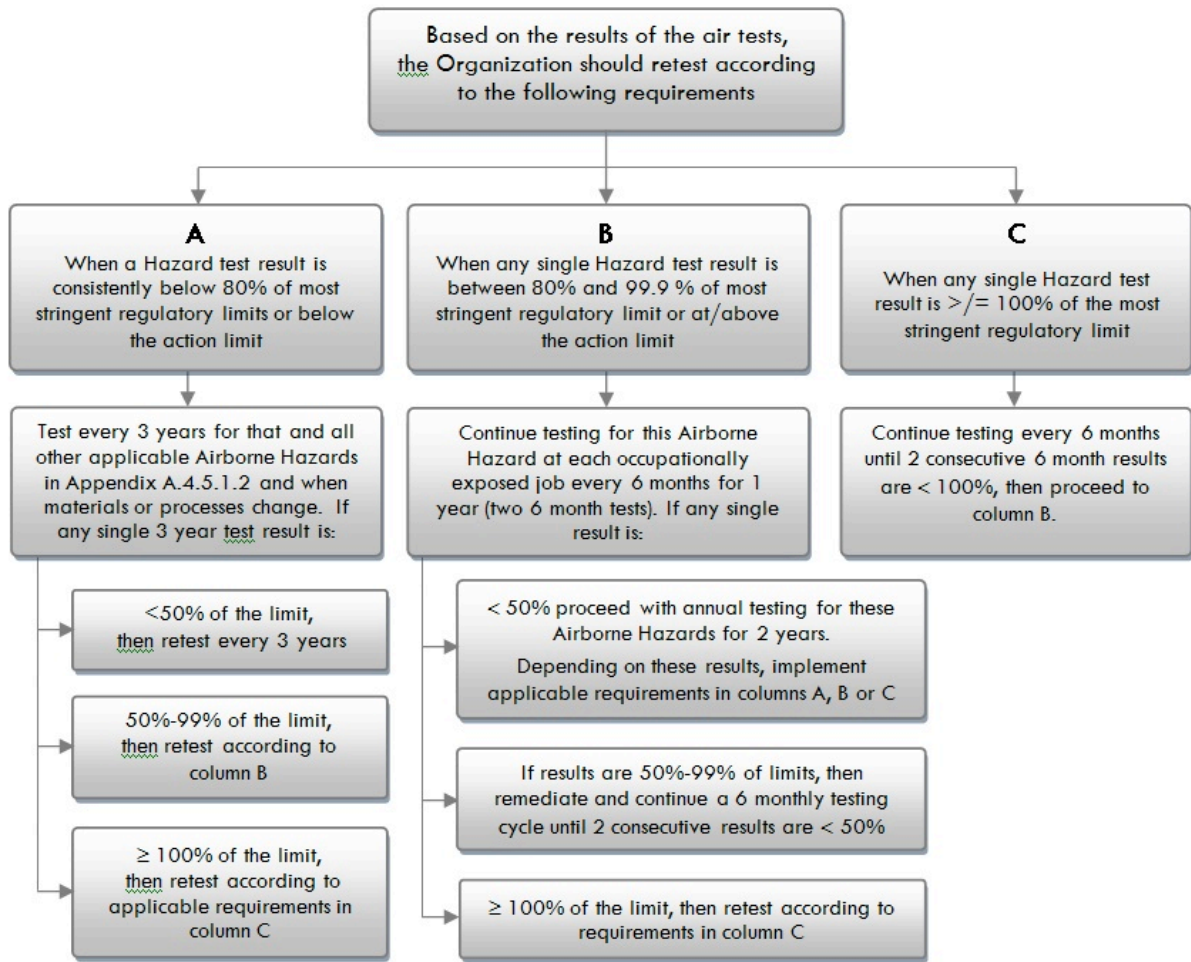 Based on the results of the air tests,
the Organization should retest according
to the following requirements
A
When a Hazard test result is
consistently below 80% of most
stringent regulatory limits or below
the action limit
B
When any single Hazard test result is
between 80% and 99.9 % of most
stringent regulatory limit or at/above
the action limit
C
When any single Hazard test
result is >/= 100% of the most
stringent regulatory limit
Test every 3 years for that and all
other applicable Airborne Hazards
in Appendix A.4.5.1.2 and when
materials or processes change. If
any single 3 year test result is:
Continue testing for this Airborne
Hazard at each occupationally
exposed job every 6 months for 1
year (two 6 month tests). If any single
result is:
Continue testing every 6 months
until 2 consecutive 6 month results
are < 100%, then proceed to
column B.
<50% of the limit,
then retest every 3 years
50%-99% of the limit,
then retest according to
column B
≥ 100% of the limit,
then retest according to
applicable requirements in
column C
< 50% proceed with annual testing for these
Airborne Hazards for 2 years.
Depending on these results, implement
applicable requirements in columns A, B or C
If results are 50%-99% of limits, then
remediate and continue a 6 monthly testing
cycle until 2 consecutive results are < 50%
≥ 100% of the limit, then retest according to
requirements in column C